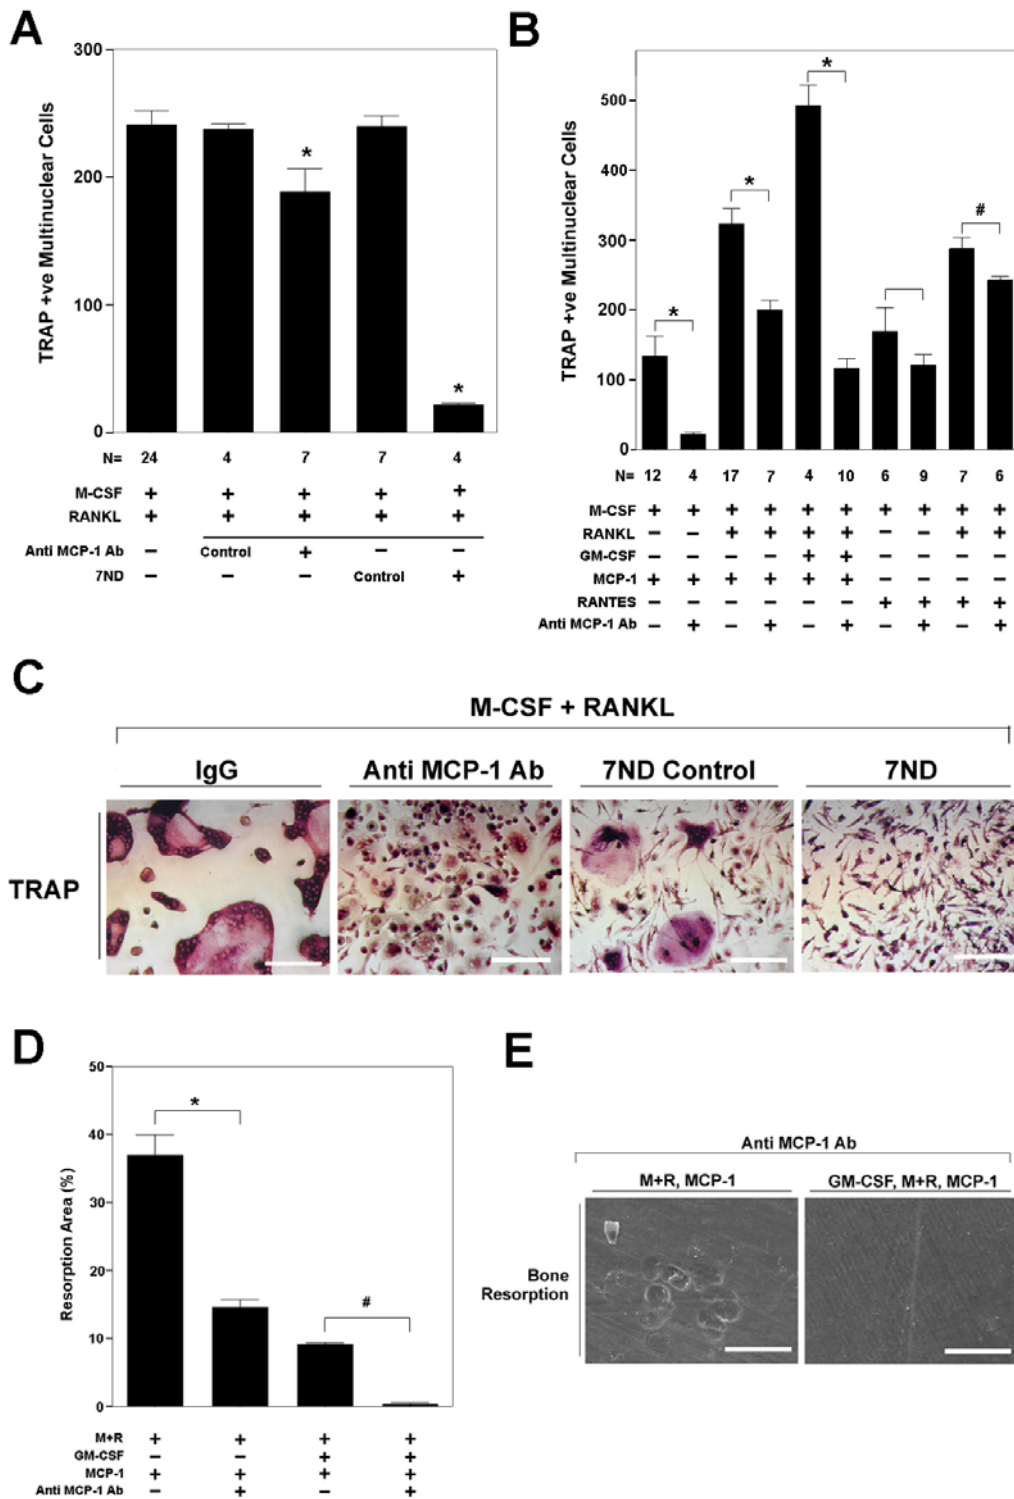 A
300
200
100
0
TRAP +ve Multinuclear Cells
*
*
N= 24 4 7 7 4
M-CSF + + + + +
RANKL + + + + +
Anti MCP-1 Ab – Control + – –
7ND – – – Control +
B
500
400
300
200
100
0
TRAP +ve Multinuclear Cells
*
*
*
#
N= 12 4 17 7 4 10 6 9 7 6
M-CSF + + + + + + + + + +
RANKL – – + + + + – – + +
GM-CSF – – – – + + – – – –
MCP-1 + + + + + + – – – –
RANTES – – – – – – + + + +
Anti MCP-1 Ab – + – + – + – + – +
C
M-CSF + RANKL
IgG Anti MCP-1 Ab 7ND Control 7ND
TRAP
D
50
40
30
20
10
0
Resorption Area (%)
*
#
M+R + + + +
GM-CSF – – + +
MCP-1 + + + +
Anti MCP-1 Ab – + – +
E
Anti MCP-1 Ab
M+R, MCP-1 GM-CSF, M+R, MCP-1
Bone
Resorption